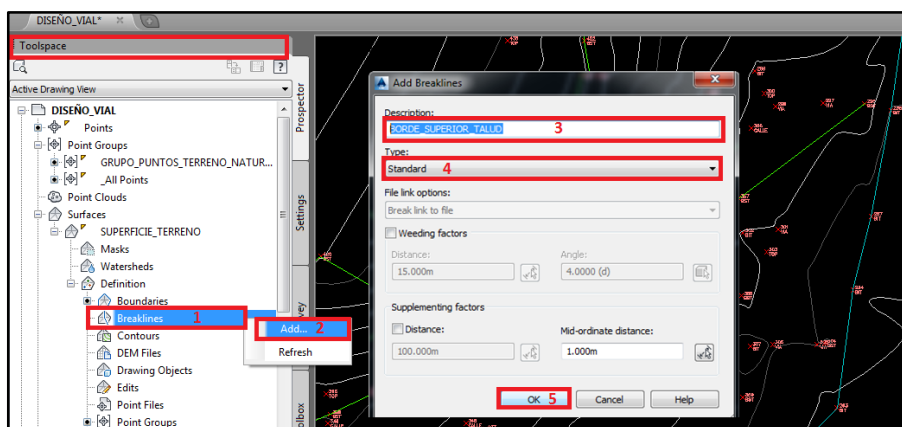 DISEÑO_VIAL*
Toolspace
Active Drawing View
DISEÑO_VIAL
Points
Point Groups
GRUPO_PUNTOS_TERRENO_NATUR...
_All Points
Point Clouds
Surfaces
SUPERFICIE_TERRENO
Masks
Watersheds
Definition
Boundaries
Breaklines 1
Contours
DEM Files
Drawing Objects
Edits
Point Files
Point Groups
Add... 2
Refresh
Prospector
Settings
Add Breaklines
Description:
BORDE_SUPERIOR_TALUD 3
Type:
Standard 4
File link options:
Break link to file
Weeding factors
Distance: Angle:
15.000m 4.0000 (d)
Supplementing factors
Distance: Mid-ordinate distance:
100.000m 1.000m
OK 5 Cancel Help